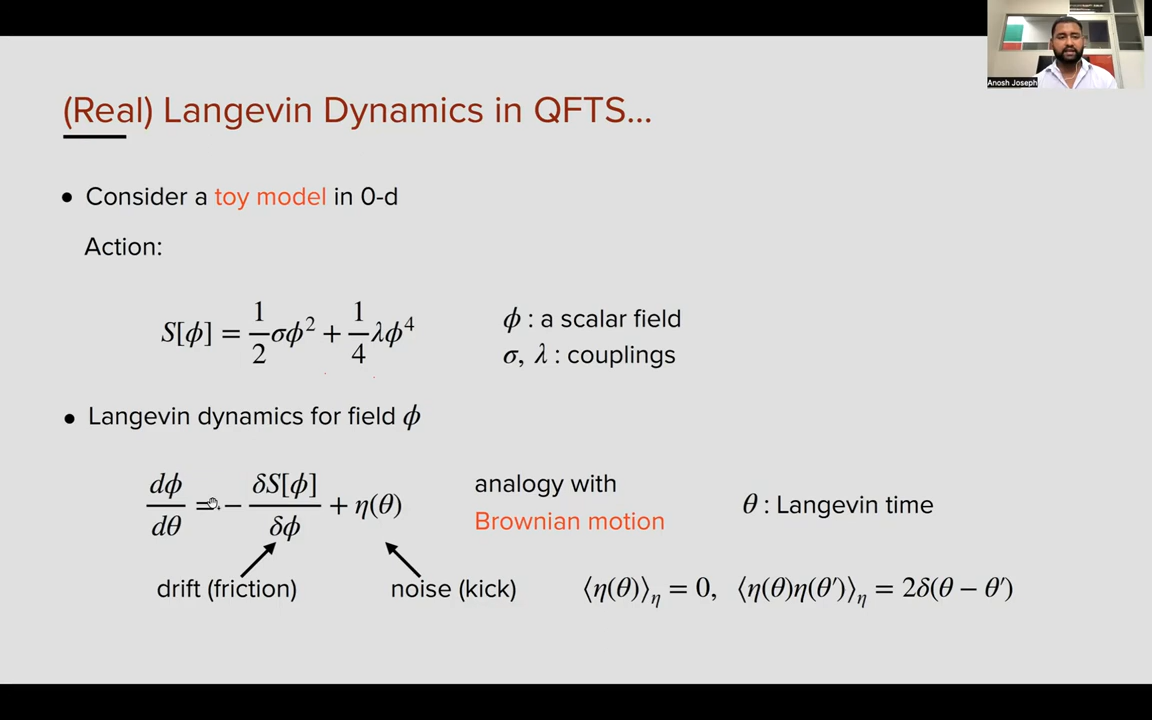 Anosh Joseph
(Real) Langevin Dynamics in QFTS...
• Consider a toy model in 0-d
Action:
S[ϕ] = 1/2 σϕ² + 1/4 λϕ⁴
ϕ : a scalar field
σ, λ : couplings
• Langevin dynamics for field ϕ
dϕ/dθ = − δS[ϕ]/δϕ + η(θ)
analogy with
Brownian motion
θ : Langevin time
drift (friction)
noise (kick)
⟨η(θ)⟩_η = 0, ⟨η(θ)η(θ′)⟩_η = 2δ(θ − θ′)